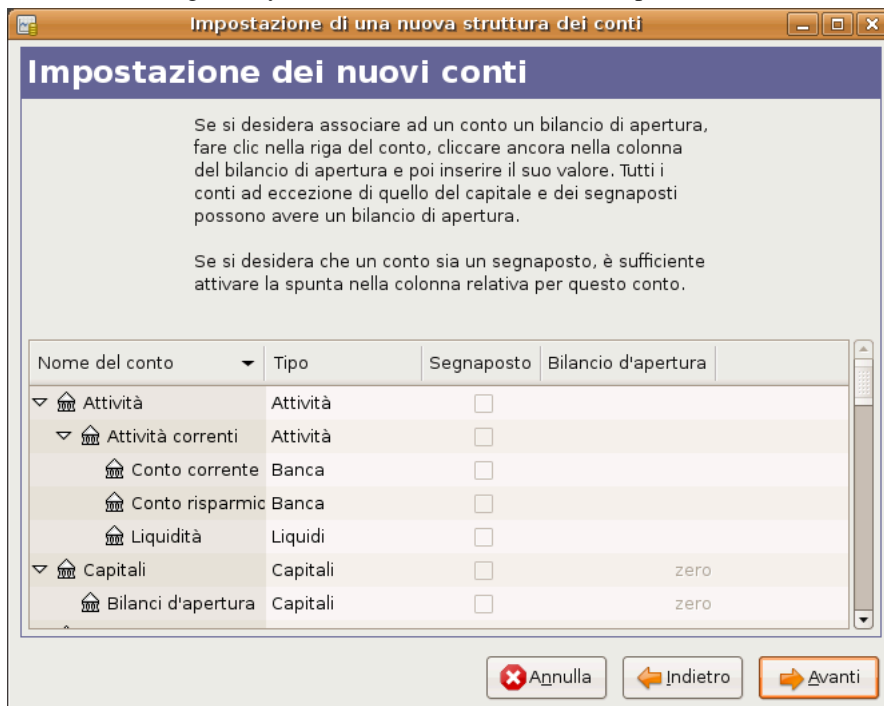 Impostazione di una nuova struttura dei conti
Impostazione dei nuovi conti
Se si desidera associare ad un conto un bilancio di apertura,
fare clic nella riga del conto, cliccare ancora nella colonna
del bilancio di apertura e poi inserire il suo valore. Tutti i
conti ad eccezione di quello del capitale e dei segnaposti
possono avere un bilancio di apertura.
Se si desidera che un conto sia un segnaposto, è sufficiente
attivare la spunta nella colonna relativa per questo conto.
Nome del conto Tipo Segnaposto Bilancio d'apertura
Attività Attività
Attività correnti Attività
Conto corrente Banca
Conto risparmio Banca
Liquidità Liquidi
Capitali Capitali zero
Bilanci d'apertura Capitali zero
Annulla Indietro Avanti